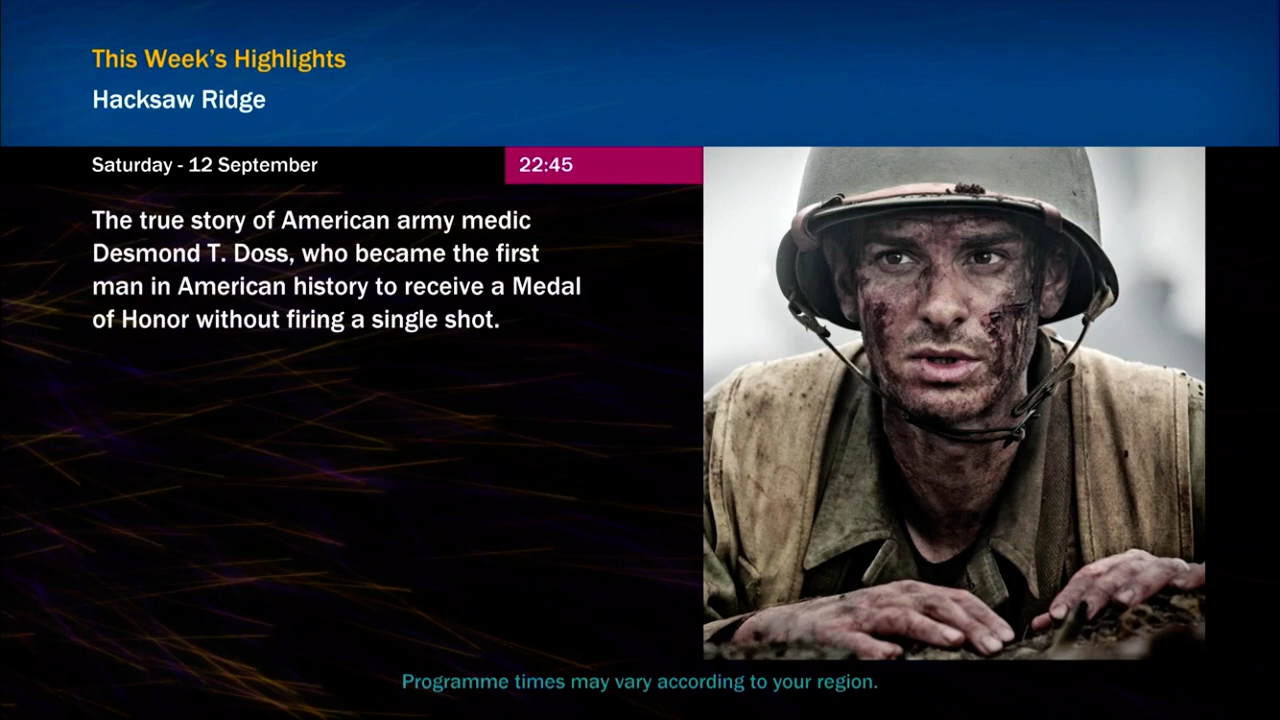 This Week’s Highlights
Hacksaw Ridge
Saturday - 12 September
22:45
The true story of American army medic
Desmond T. Doss, who became the first
man in American history to receive a Medal
of Honor without firing a single shot.
Programme times may vary according to your region.